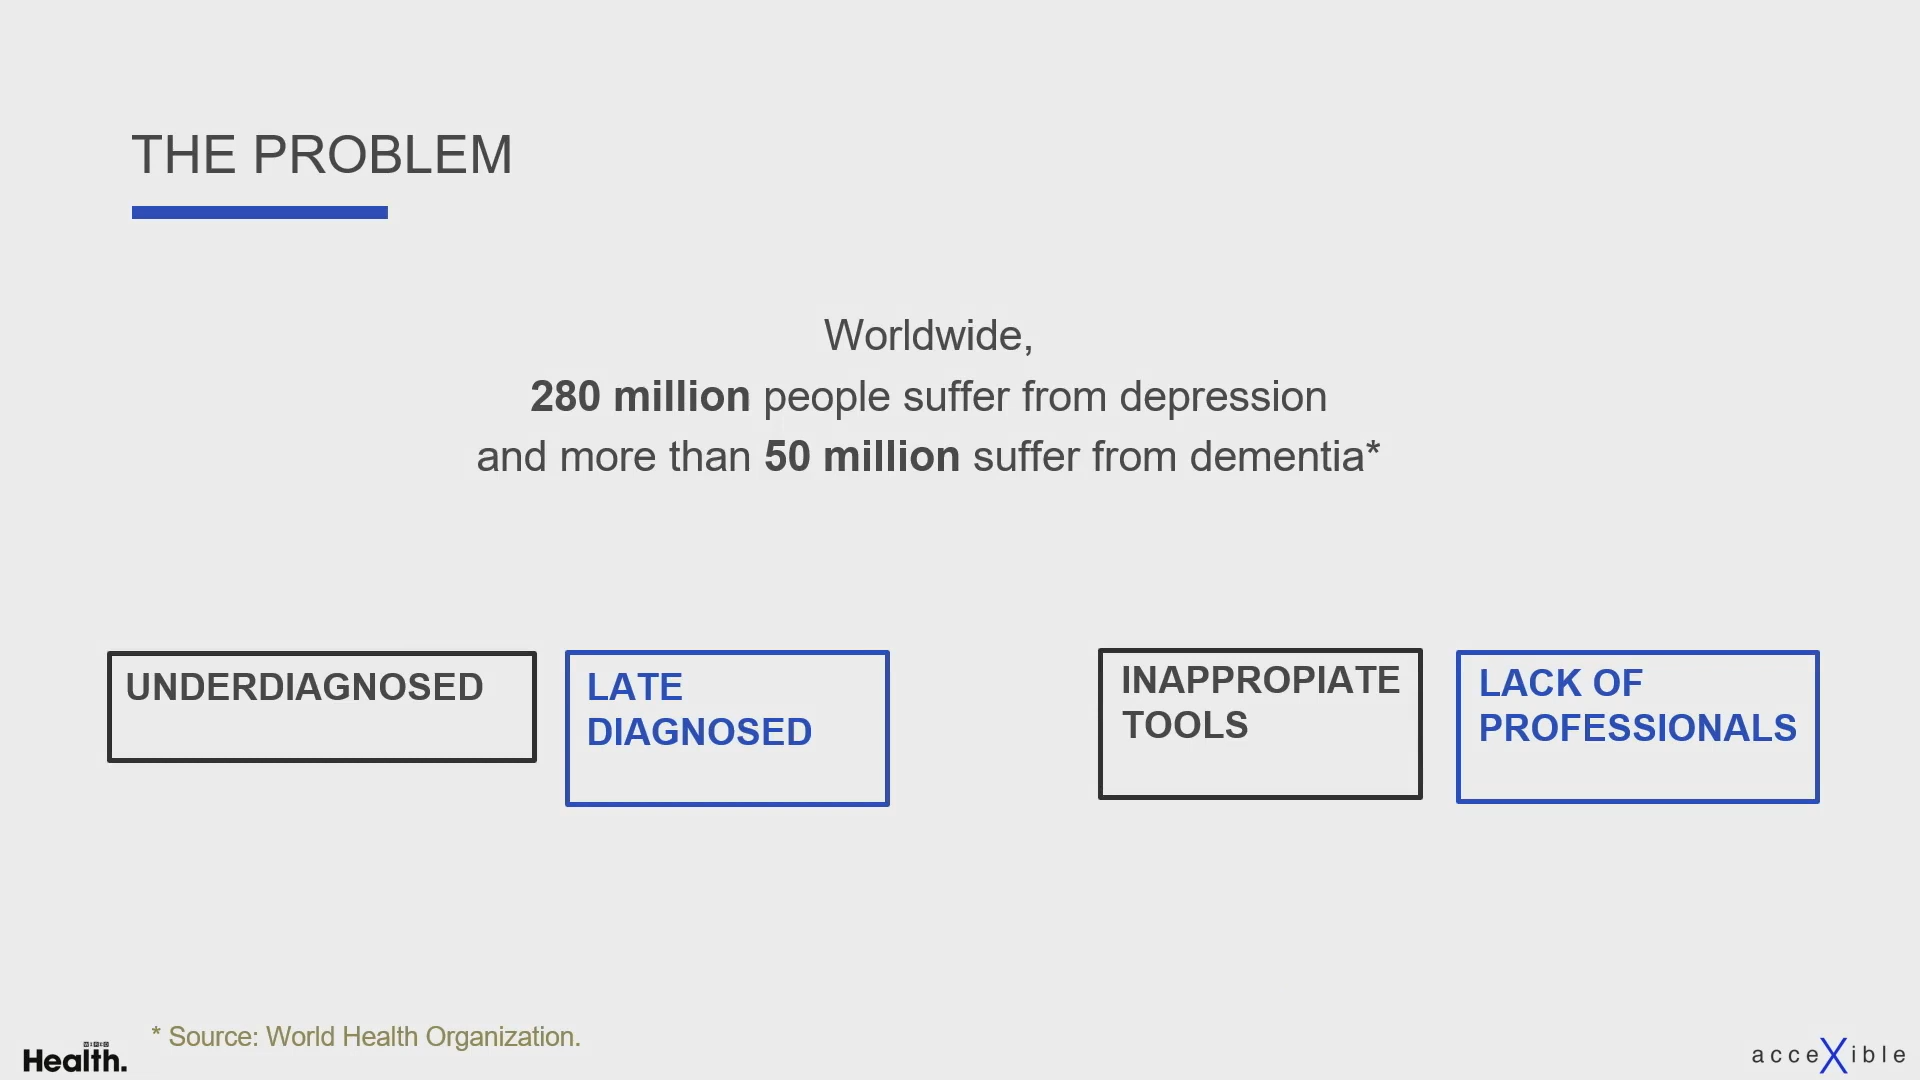 THE PROBLEM
Worldwide,
280 million people suffer from depression
and more than 50 million suffer from dementia*
UNDERDIAGNOSED
LATE
DIAGNOSED
INAPPROPIATE
TOOLS
LACK OF
PROFESSIONALS
* Source: World Health Organization.
WIRED
Health.
acceXible